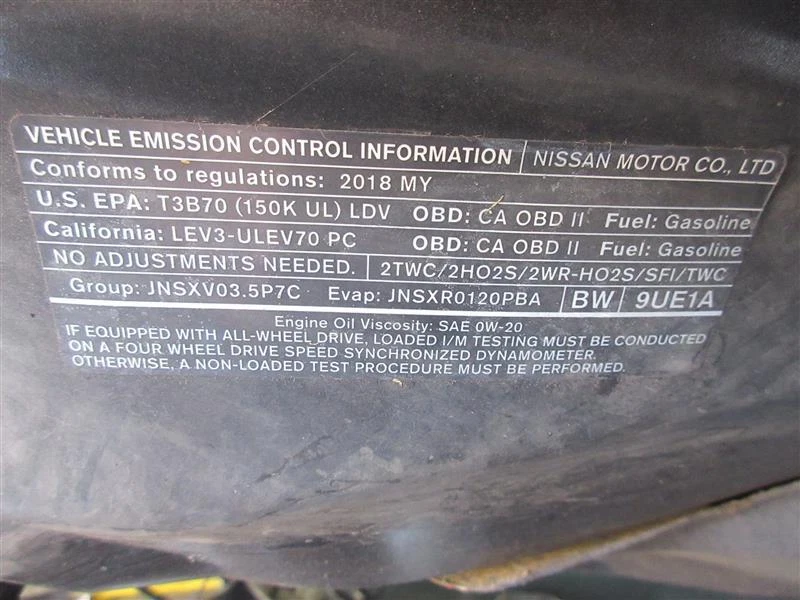 VEHICLE EMISSION CONTROL INFORMATION NISSAN MOTOR CO., LTD
Conforms to regulations: 2018 MY
U.S. EPA: T3B70 (150K UL) LDV OBD: CA OBD II Fuel: Gasoline
California: LEV3-ULEV70 PC OBD: CA OBD II Fuel: Gasoline
NO ADJUSTMENTS NEEDED. 2TWC/2HO2S/2WR-HO2S/SFI/TWC
Group: JNSXV03.5P7C Evap: JNSXR0120PBA BW 9UE1A
Engine Oil Viscosity: SAE 0W-20
IF EQUIPPED WITH ALL-WHEEL DRIVE, LOADED I/M TESTING MUST BE CONDUCTED
ON A FOUR WHEEL DRIVE SPEED SYNCHRONIZED DYNAMOMETER.
OTHERWISE, A NON-LOADED TEST PROCEDURE MUST BE PERFORMED.